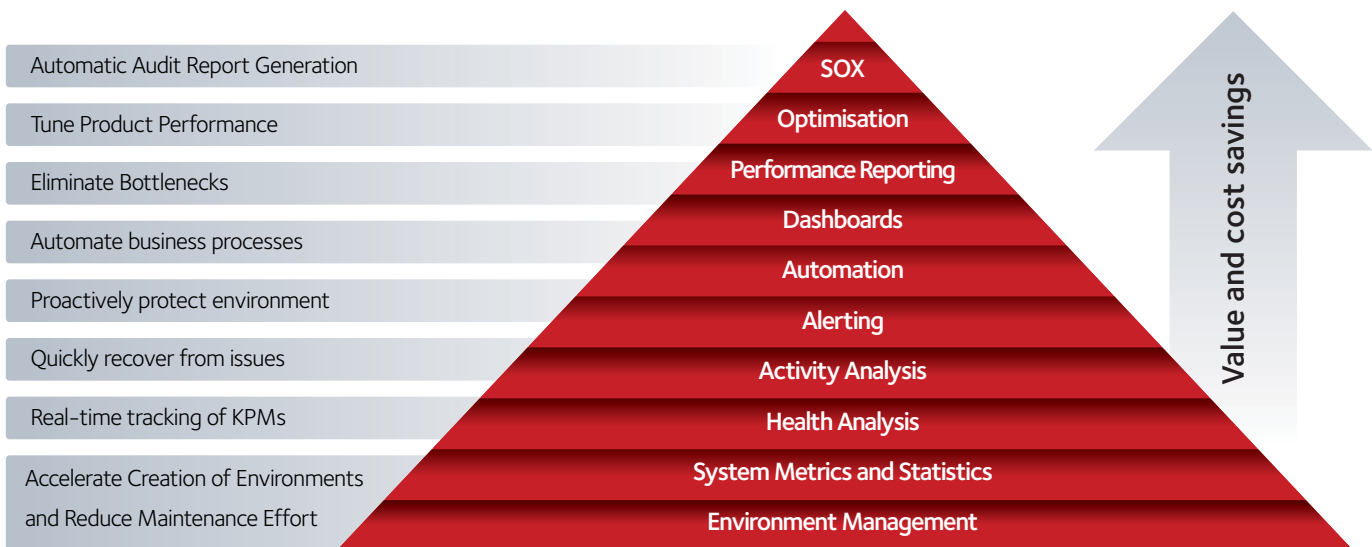 Automatic Audit Report Generation
Tune Product Performance
Eliminate Bottlenecks
Automate business processes
Proactively protect environment
Quickly recover from issues
Real-time tracking of KPMs
Accelerate Creation of Environments
and Reduce Maintenance Effort
SOX
Optimisation
Performance Reporting
Dashboards
Automation
Alerting
Activity Analysis
Health Analysis
System Metrics and Statistics
Environment Management
Value and cost savings